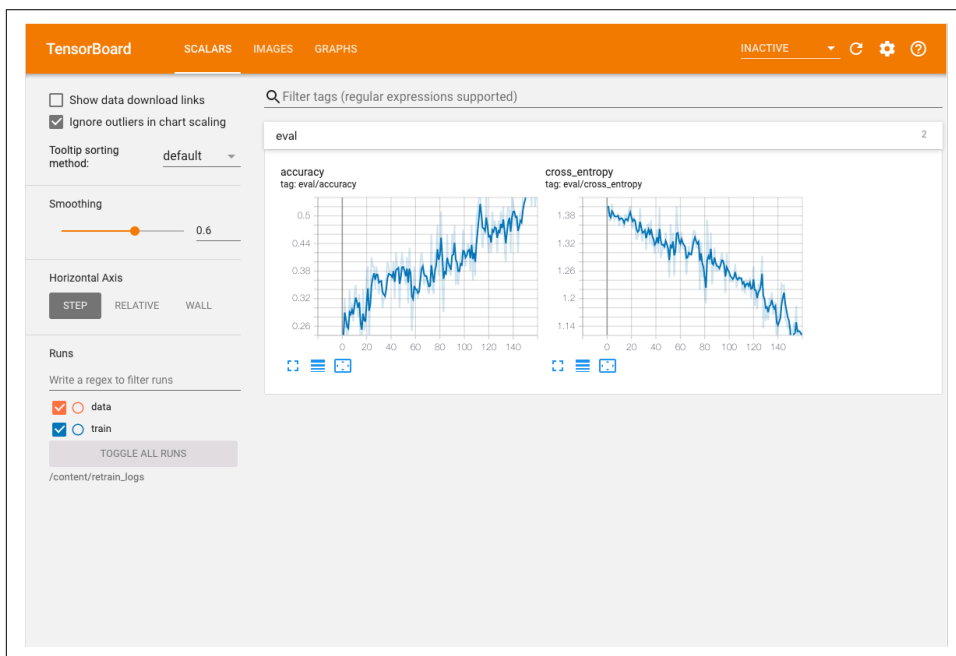 TensorBoard SCALARS IMAGES GRAPHS INACTIVE
Show data download links
Ignore outliers in chart scaling
Tooltip sorting
method: default
Smoothing
0.6
Horizontal Axis
STEP RELATIVE WALL
Runs
Write a regex to filter runs
data
train
TOGGLE ALL RUNS
/content/retrain_logs
Filter tags (regular expressions supported)
eval 2
accuracy
tag: eval/accuracy
0.5
0.44
0.38
0.32
0.26
0 20 40 60 80 100 120 140
cross_entropy
tag: eval/cross_entropy
1.38
1.32
1.26
1.2
1.14
0 20 40 60 80 100 120 140